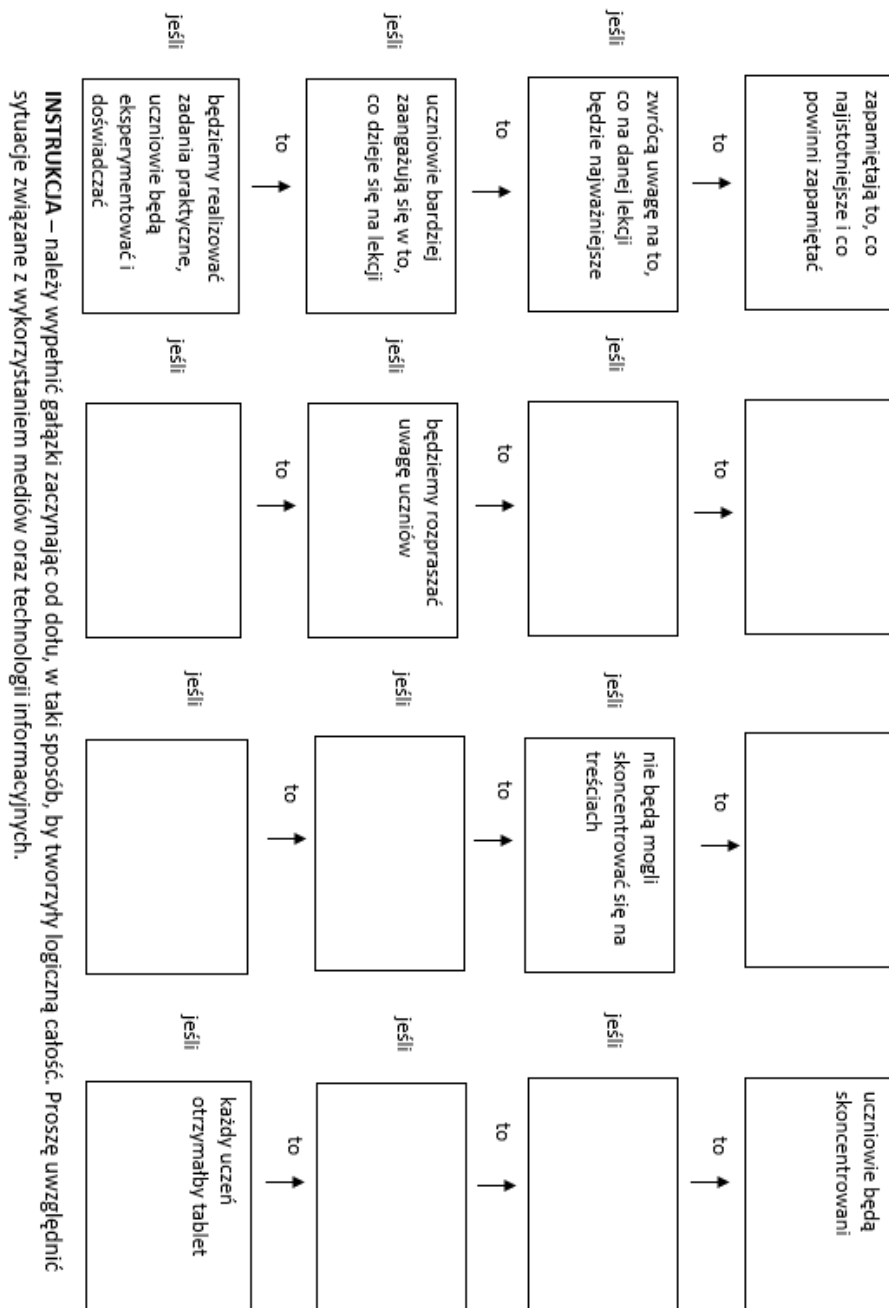 zapamiętają to, co
najistotniejsze i co
powinni zapamiętać
uczniowie będą
skoncentrowani
to
to
to
to
jeśli
zwrócą uwagę na to,
co na danej lekcji
będzie najważniejsze
jeśli
jeśli
nie będą mogli
skoncentrować się na
treściach
jeśli
to
to
to
to
jeśli
uczniowie bardziej
zaangażują się w to,
co dzieje się na lekcji
jeśli
będziemy rozpraszać
uwagę uczniów
jeśli
jeśli
to
to
to
to
jeśli
będziemy realizować
zadania praktyczne,
uczniowie będą
eksperymentować i
doświadczać
jeśli
jeśli
jeśli
każdy uczeń
otrzymałby tablet
INSTRUKCJA – należy wypełnić gałązki zaczynając od dołu, w taki sposób, by tworzyły logiczną całość. Proszę uwzględnić
sytuacje związane z wykorzystaniem mediów oraz technologii informacyjnych.